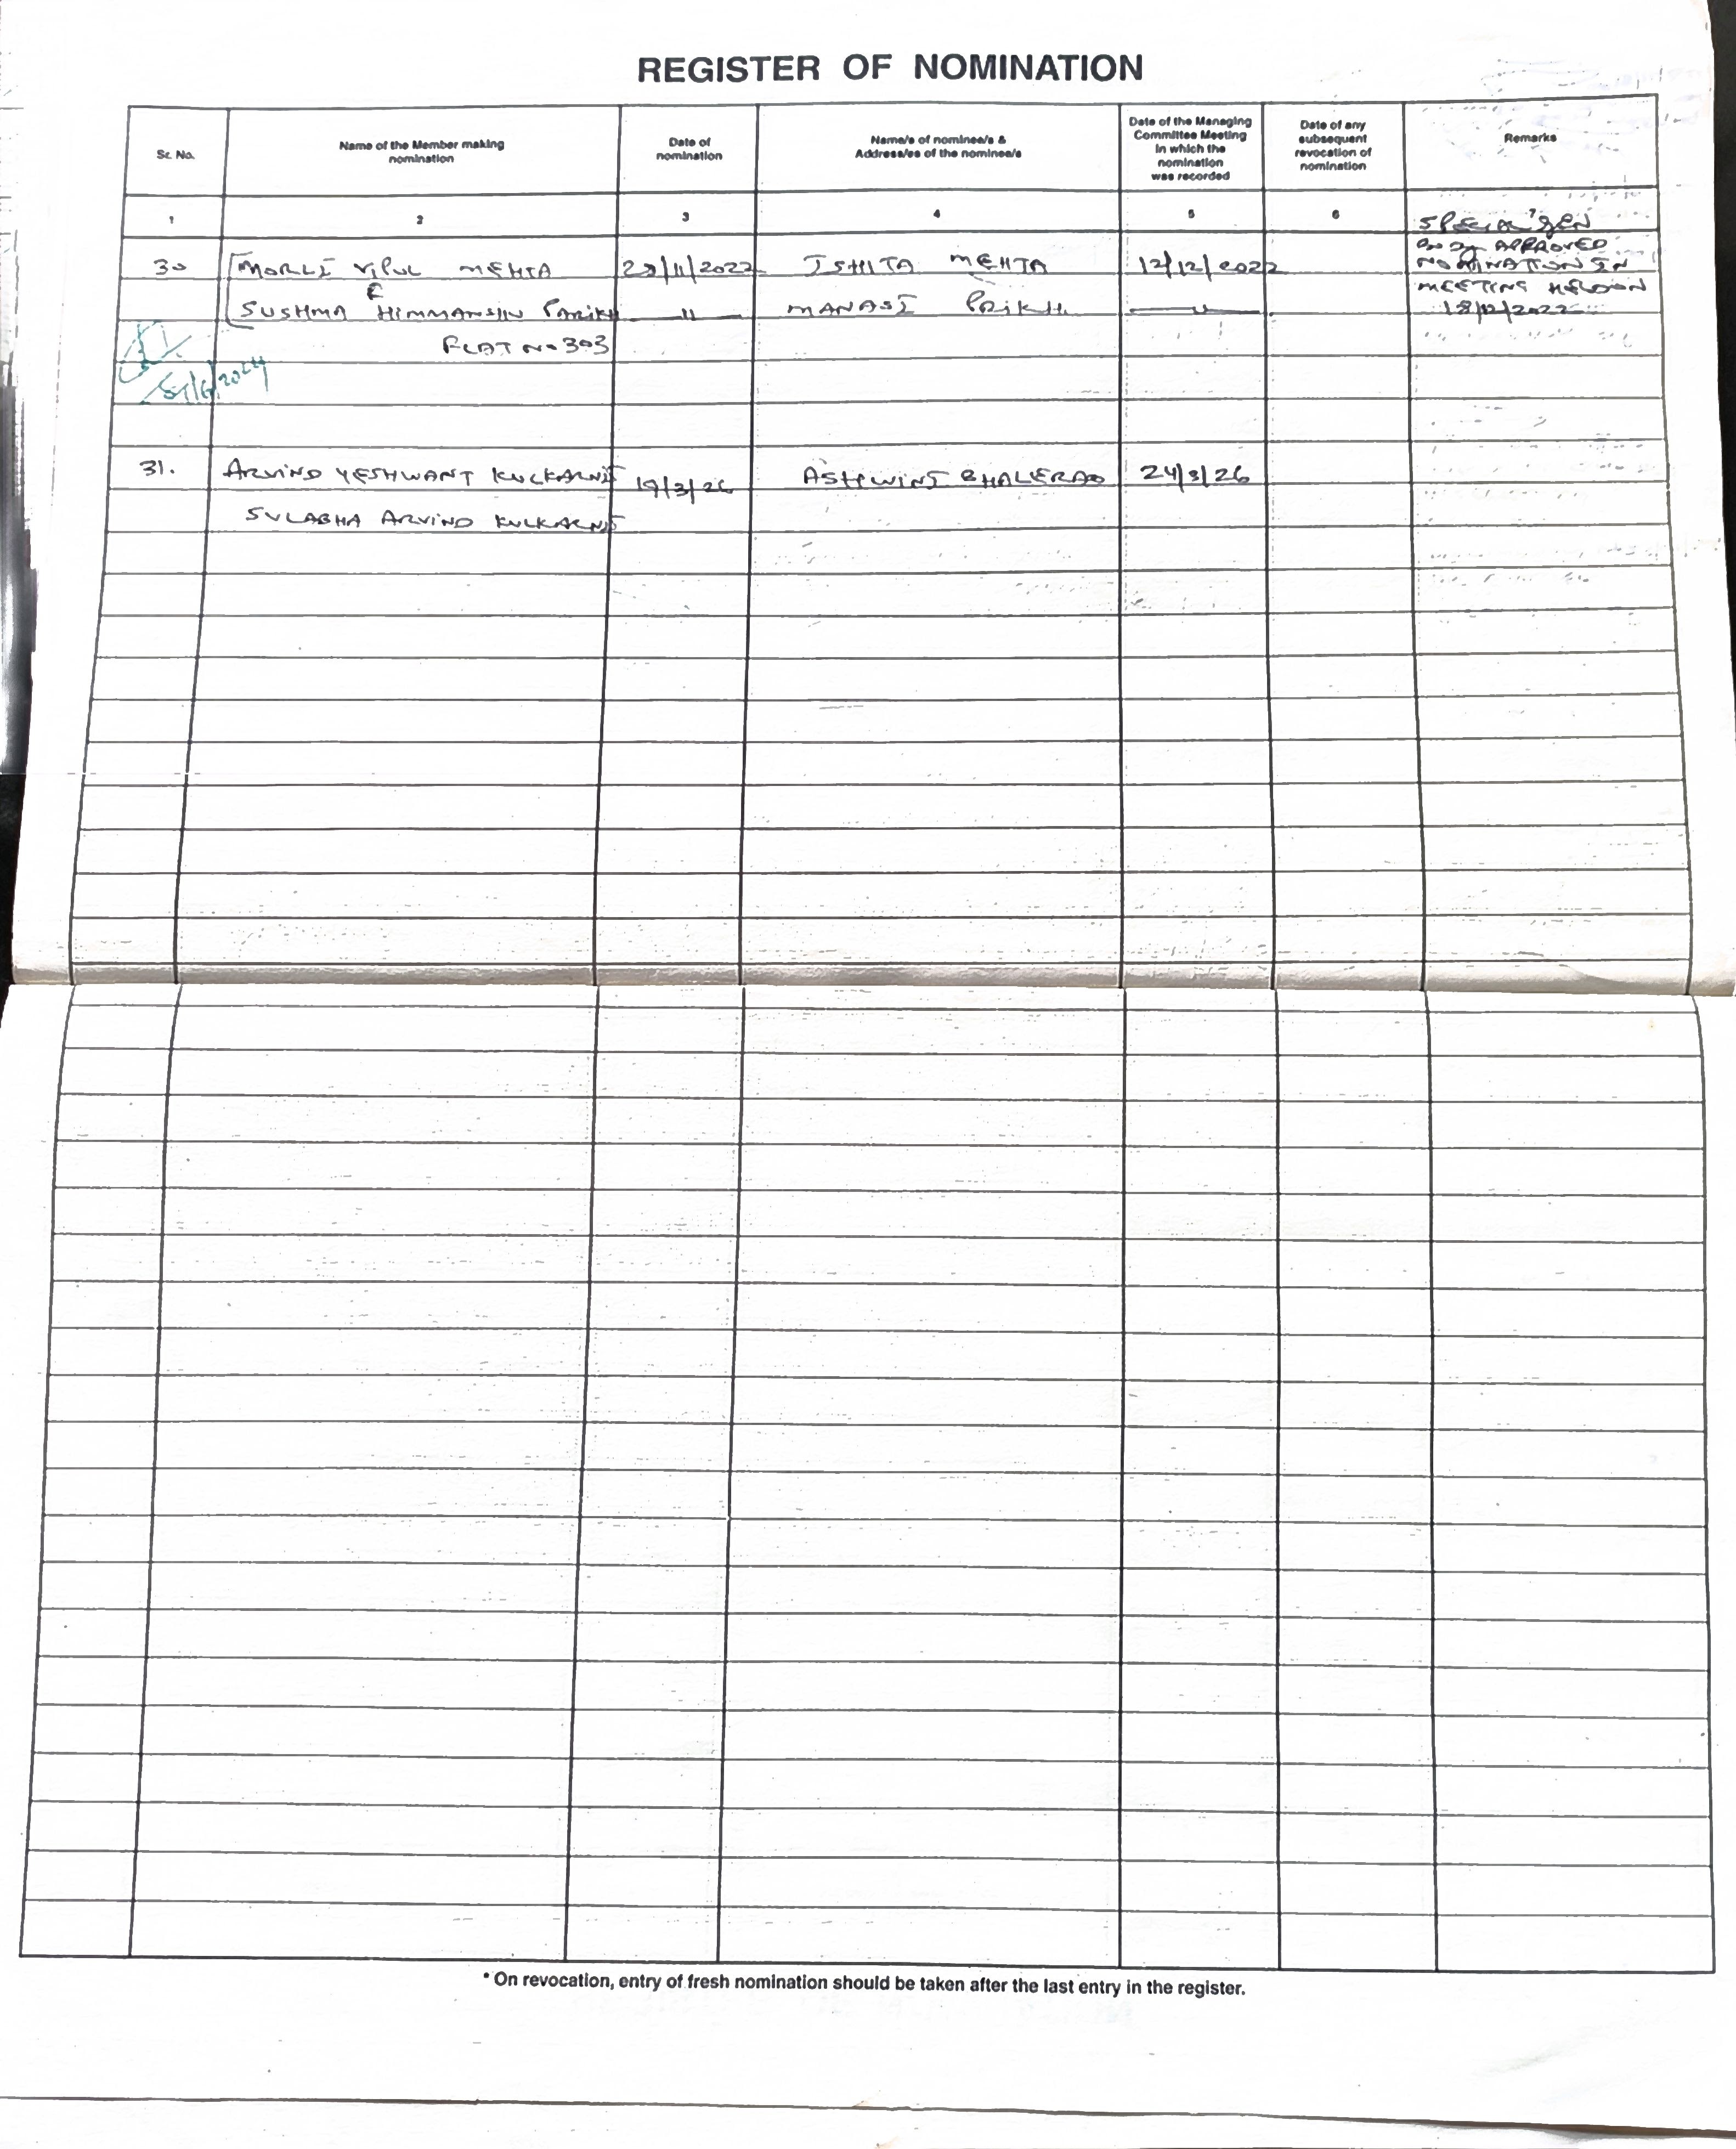 REGISTER OF NOMINATION
Sr. No.
Name of the Member making
nomination
Date of
nomination
Name/s of nominee/s &
Address/es of the nominee/s
Date of the Managing
Committee Meeting
in which the
nomination
was recorded
Date of any
subsequent
revocation of
nomination
Remarks
1 2 3 4 5 6 7
SPECIAL GEN
30 MORLI VIPUL MEHTA /11/2022 ISHITA MEHTA 12/12/2022
BODY APPROVED
NOMINATION IN
&
SUSHMA HIMMANSHU PARIKH —"— MANASI PRIKH —"—
MEETING HELD ON
18/12/2022
FLAT No 303
5/6/2024
31. ARVIND YESHWANT KULKARNI 19/3/26 ASHWINI BHALERAO 24/3/26
SULABHA ARVIND KULKARNI
* On revocation, entry of fresh nomination should be taken after the last entry in the register.